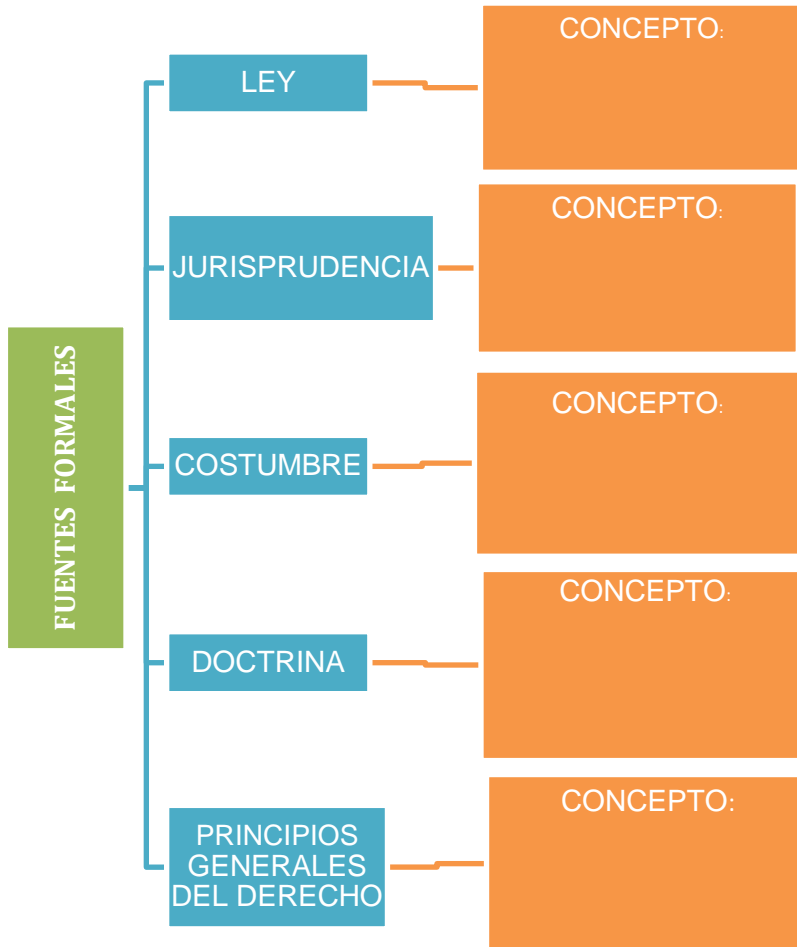 FUENTES FORMALES
LEY
CONCEPTO:
JURISPRUDENCIA
CONCEPTO:
COSTUMBRE
CONCEPTO:
DOCTRINA
CONCEPTO:
PRINCIPIOS
GENERALES
DEL DERECHO
CONCEPTO: